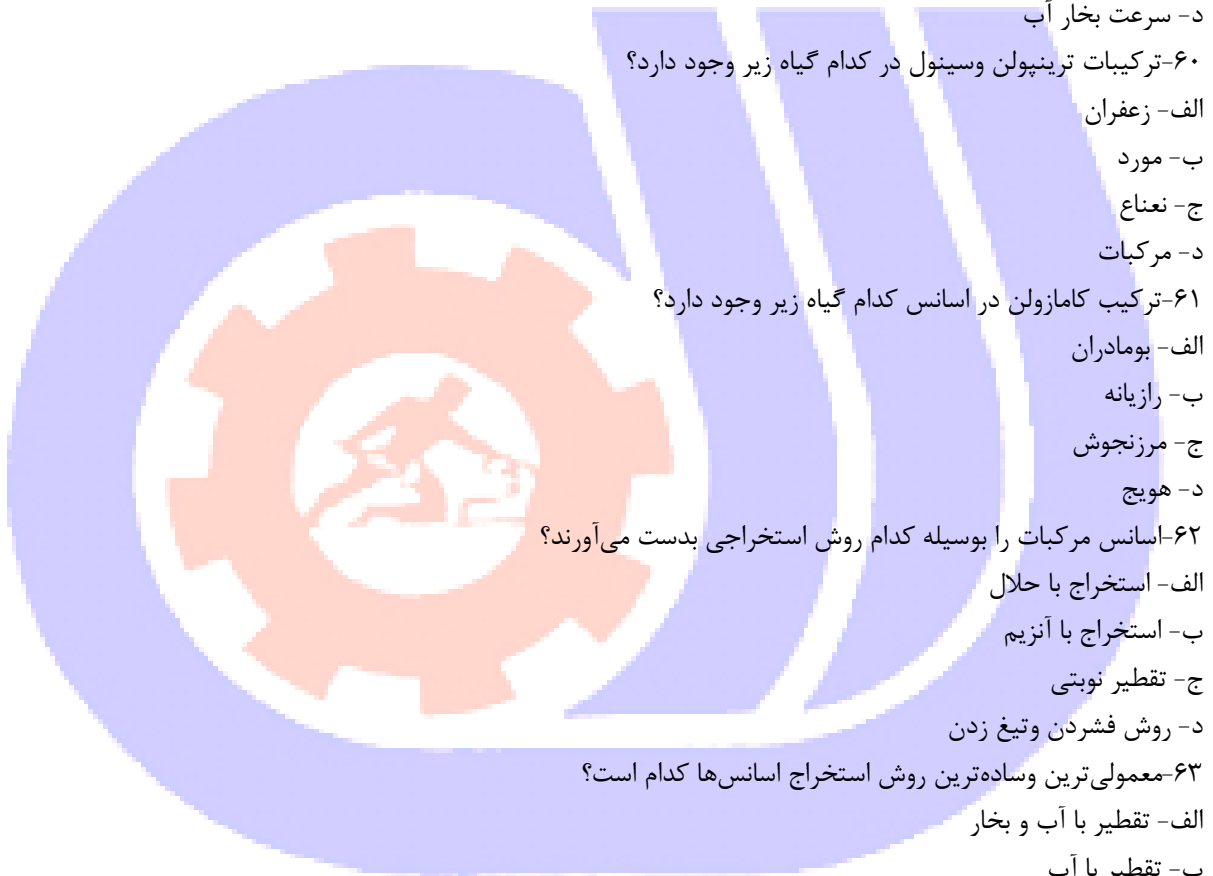 د- سرعت بخار آب
۶۰-ترکیبات ترینپولن وسینول در کدام گیاه زیر وجود دارد؟
الف- زعفران
ب- مورد
ج- نعناع
د- مرکبات
۶۱-ترکیب کامازولن در اسانس کدام گیاه زیر وجود دارد؟
الف- بومادران
ب- رازیانه
ج- مرزنجوش
د- هویج
۶۲-اسانس مرکبات را بوسیله کدام روش استخراجی بدست می‌آورند؟
الف- استخراج با حلال
ب- استخراج با آنزیم
ج- تقطیر نوبتی
د- روش فشردن وتیغ زدن
۶۳-معمولی‌ترین وساده‌ترین روش استخراج اسانس‌ها کدام است؟
الف- تقطیر با آب و بخار
ب- تقطیر با آب